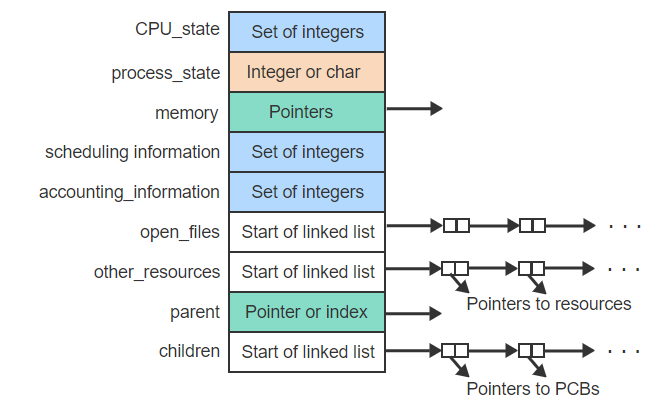 CPU_state Set of integers
process_state Integer or char
memory Pointers
scheduling information Set of integers
accounting_information Set of integers
open_files Start of linked list . . .
other_resources Start of linked list . . .
Pointers to resources
parent Pointer or index
children Start of linked list . . .
Pointers to PCBs